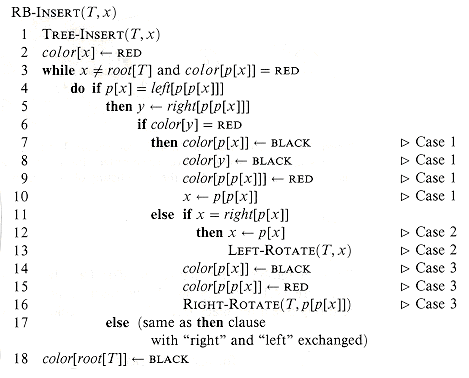 RB-INSERT(T, x)
1 TREE-INSERT(T, x)
2 color[x] ← RED
3 while x ≠ root[T] and color[p[x]] = RED
4 do if p[x] = left[p[p[x]]]
5 then y ← right[p[p[x]]]
6 if color[y] = RED
7 then color[p[x]] ← BLACK ▷ Case 1
8 color[y] ← BLACK ▷ Case 1
9 color[p[p[x]]] ← RED ▷ Case 1
10 x ← p[p[x]] ▷ Case 1
11 else if x = right[p[x]]
12 then x ← p[x] ▷ Case 2
13 LEFT-ROTATE(T, x) ▷ Case 2
14 color[p[x]] ← BLACK ▷ Case 3
15 color[p[p[x]]] ← RED ▷ Case 3
16 RIGHT-ROTATE(T, p[p[x]]) ▷ Case 3
17 else (same as then clause
with "right" and "left" exchanged)
18 color[root[T]] ← BLACK